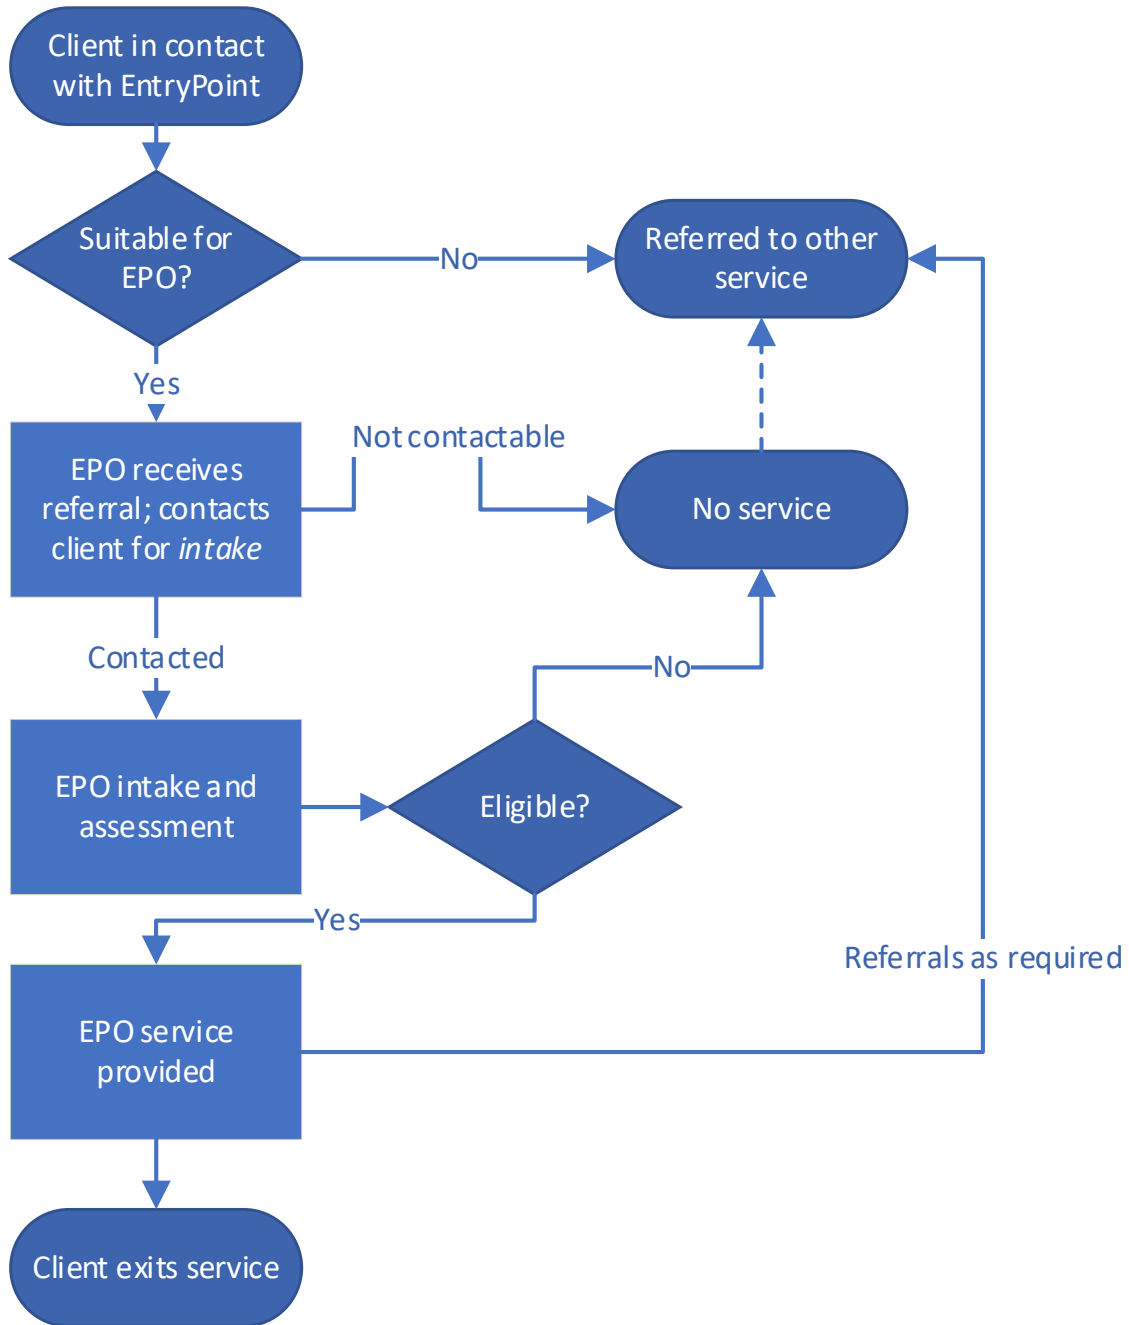 Client in contact
with EntryPoint
Suitable for
EPO?
No
Referred to other
service
Yes
Not contactable
EPO receives
referral; contacts
client for intake
No service
Contacted
No
EPO intake and
assessment
Eligible?
Yes
Referrals as required
EPO service
provided
Client exits service